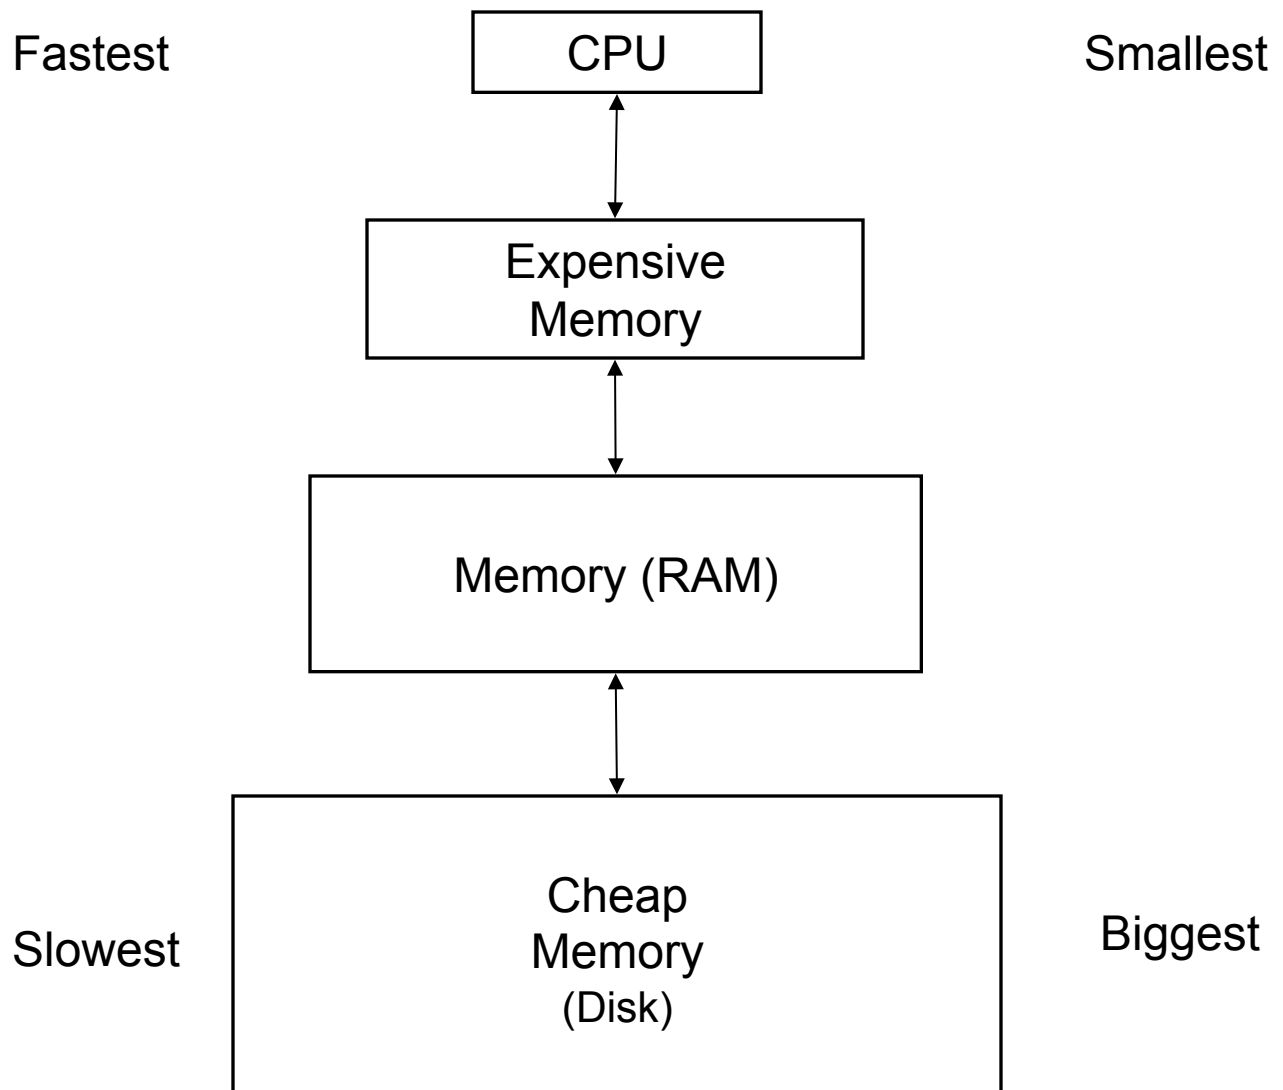 Fastest
CPU
Smallest
Expensive
Memory
Memory (RAM)
Cheap
Memory
(Disk)
Slowest
Biggest